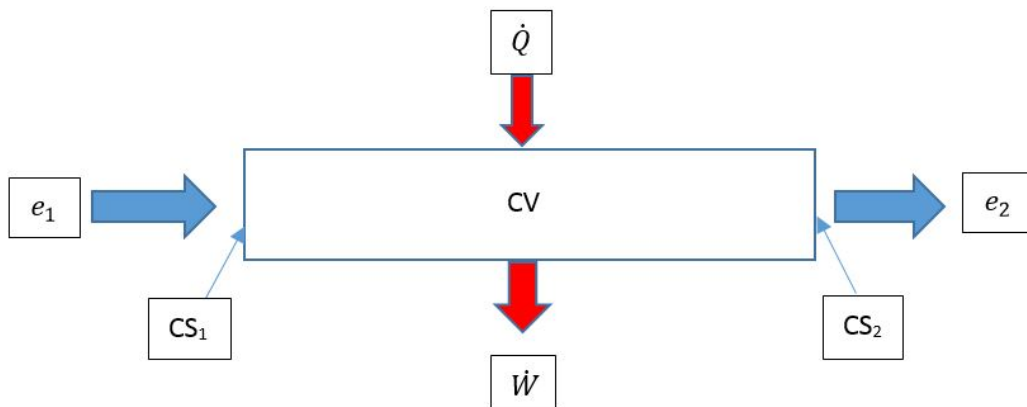 Q̇
e₁
CV
e₂
CS₁
CS₂
Ẇ